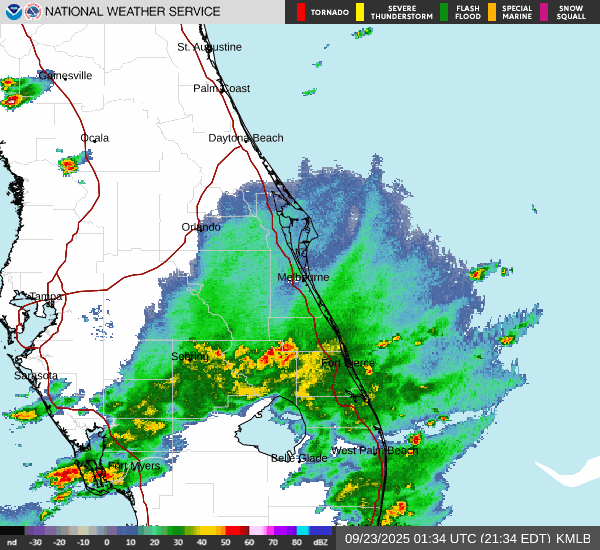 NATIONAL WEATHER SERVICE
TORNADO
SEVERE THUNDERSTORM
FLASH FLOOD
SPECIAL MARINE
SNOW SQUALL
St. Augustine
Gainesville
Palm Coast
Ocala
Daytona Beach
Orlando
Melbourne
Tampa
Sebring
Fort Pierce
Sarasota
West Palm Beach
Belle Glade
Fort Myers
nd -30 -20 -10 0 10 20 30 40 50 60 70 80 dBZ
09/23/2025 01:34 UTC (21:34 EDT) KMLB